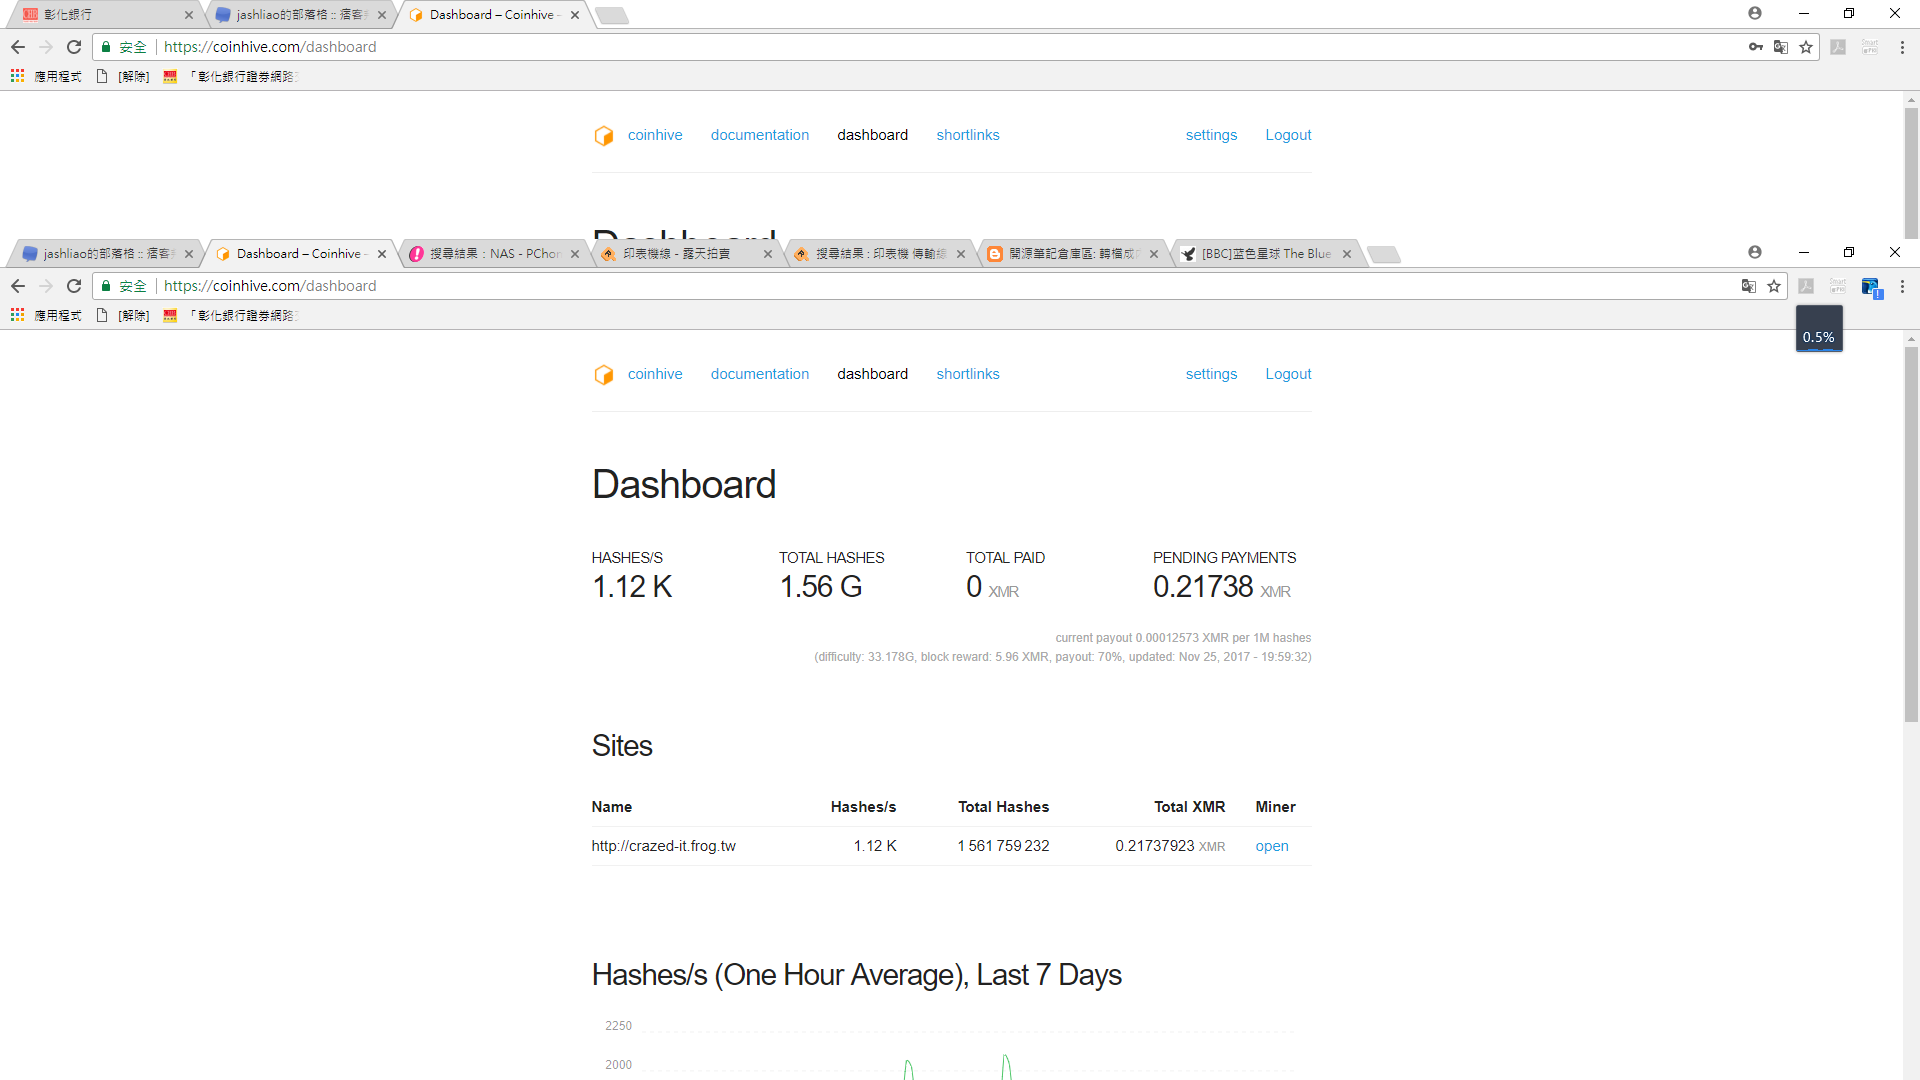 彰化銀行
jashliao的部落格 :: 痞客
Dashboard – Coinhive -
安全 https://coinhive.com/dashboard
應用程式 [解除] 「彰化銀行證券網路
coinhive documentation dashboard shortlinks settings Logout
Dashboard
jashliao的部落格 :: 痞客
Dashboard – Coinhive -
搜尋結果：NAS - PChon
印表機線 - 露天拍賣
搜尋結果 : 印表機 傳輸線
開源筆記倉庫區: 轉檔成
[BBC]蓝色星球 The Blue
安全 https://coinhive.com/dashboard
應用程式 [解除] 「彰化銀行證券網路
0.5%
coinhive documentation dashboard shortlinks settings Logout
Dashboard
HASHES/S TOTAL HASHES TOTAL PAID PENDING PAYMENTS
1.12 K 1.56 G 0 XMR 0.21738 XMR
current payout 0.00012573 XMR per 1M hashes
(difficulty: 33.178G, block reward: 5.96 XMR, payout: 70%, updated: Nov 25, 2017 - 19:59:32)
Sites
Name Hashes/s Total Hashes Total XMR Miner
http://crazed-it.frog.tw 1.12 K 1 561 759 232 0.21737923 XMR open
Hashes/s (One Hour Average), Last 7 Days
2250
2000